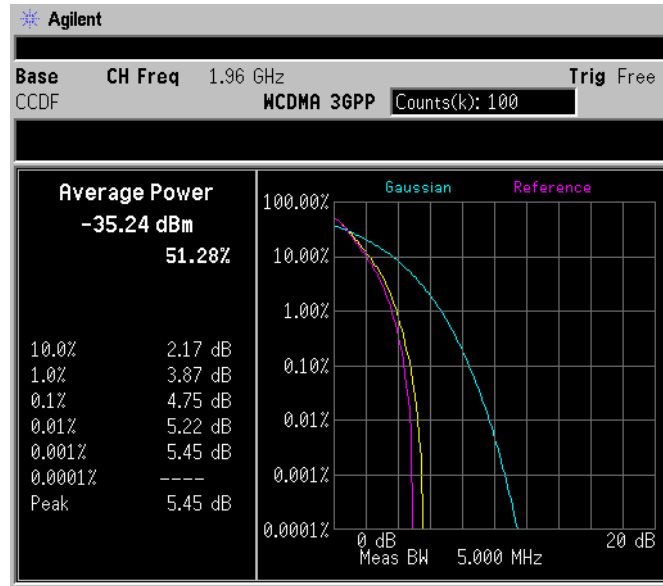 Agilent
Base CH Freq 1.96 GHz Trig Free
CCDF WCDMA 3GPP Counts(k): 100
Average Power
-35.24 dBm
51.28%
10.0% 2.17 dB
1.0% 3.87 dB
0.1% 4.75 dB
0.01% 5.22 dB
0.001% 5.45 dB
0.0001% ----
Peak 5.45 dB
Gaussian Reference
100.00%
10.00%
1.00%
0.10%
0.01%
0.001%
0.0001%
0 dB 20 dB
Meas BW 5.000 MHz